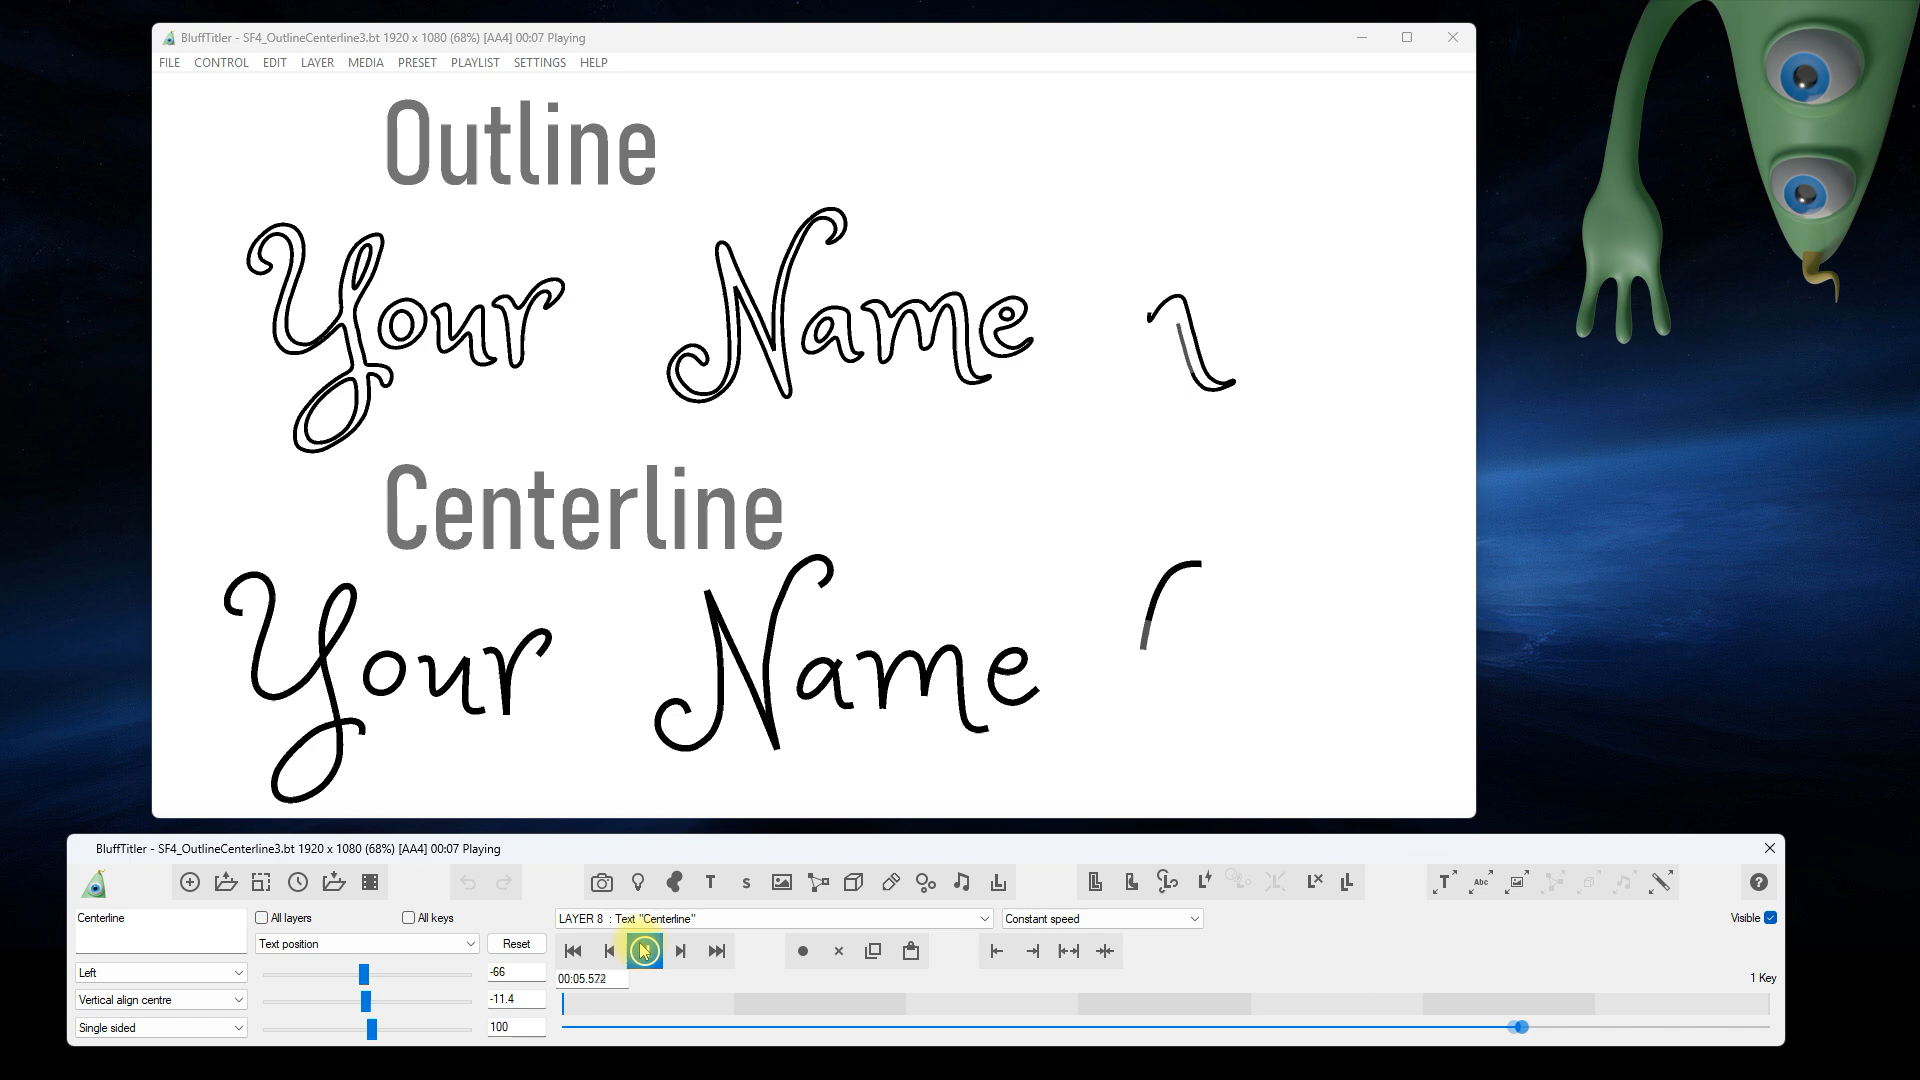 BluffTitler - SF4_OutlineCenterline3.bt 1920 x 1080 (68%) [AA4] 00:07 Playing
FILE CONTROL EDIT LAYER MEDIA PRESET PLAYLIST SETTINGS HELP
Outline
Your Name
Centerline
Your Name
BluffTitler - SF4_OutlineCenterline3.bt 1920 x 1080 (68%) [AA4] 00:07 Playing
T S Abc T Abc
Centerline All layers All keys LAYER 8 : Text "Centerline" Constant speed Visible
Text position Reset
Left -66 00:05.572 1 Key
Vertical align centre -11.4
Single sided 100